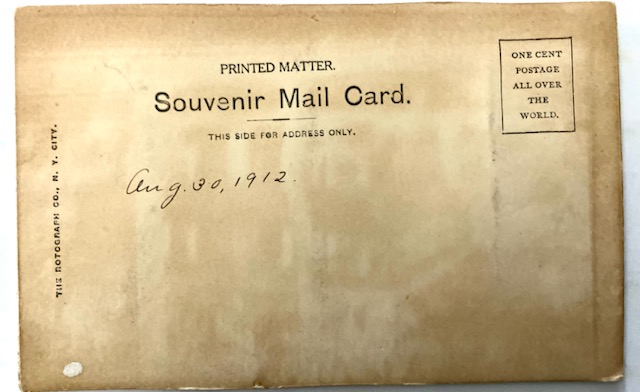 PRINTED MATTER.
Souvenir Mail Card.
THIS SIDE FOR ADDRESS ONLY.
ONE CENT
POSTAGE
ALL OVER
THE
WORLD.
Aug. 30, 1912.
THE ROTOGRAPH CO., N. Y. CITY.